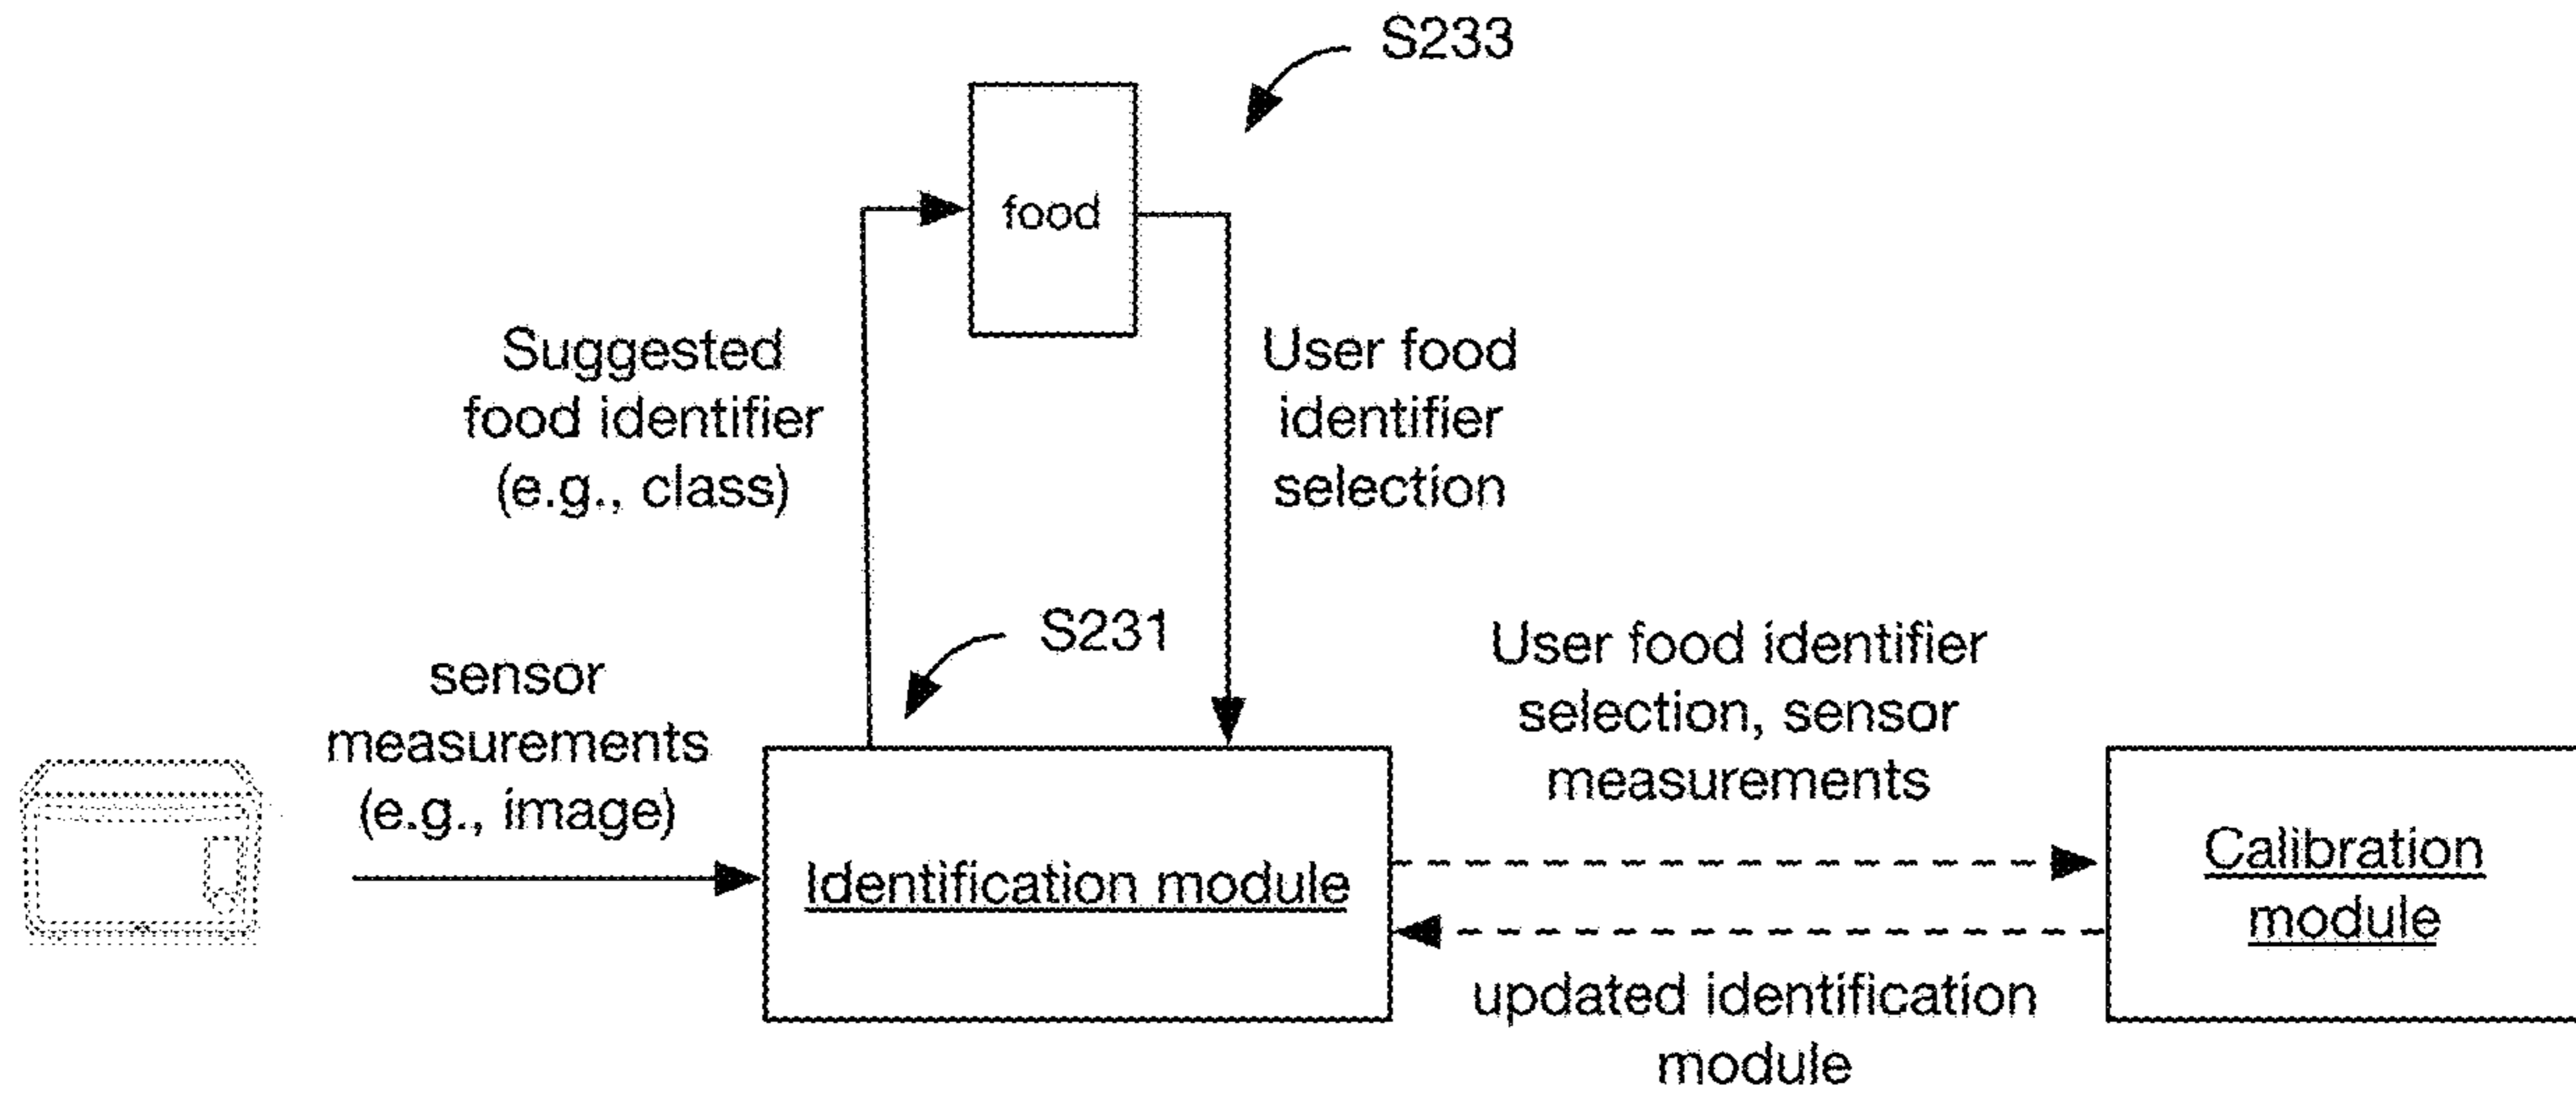 S233
food
Suggested
food identifier
(e.g., class)
User food
identifier
selection
S231
sensor
measurements
(e.g., image)
Identification module
User food identifier
selection, sensor
measurements
updated identification
module
Calibration
module